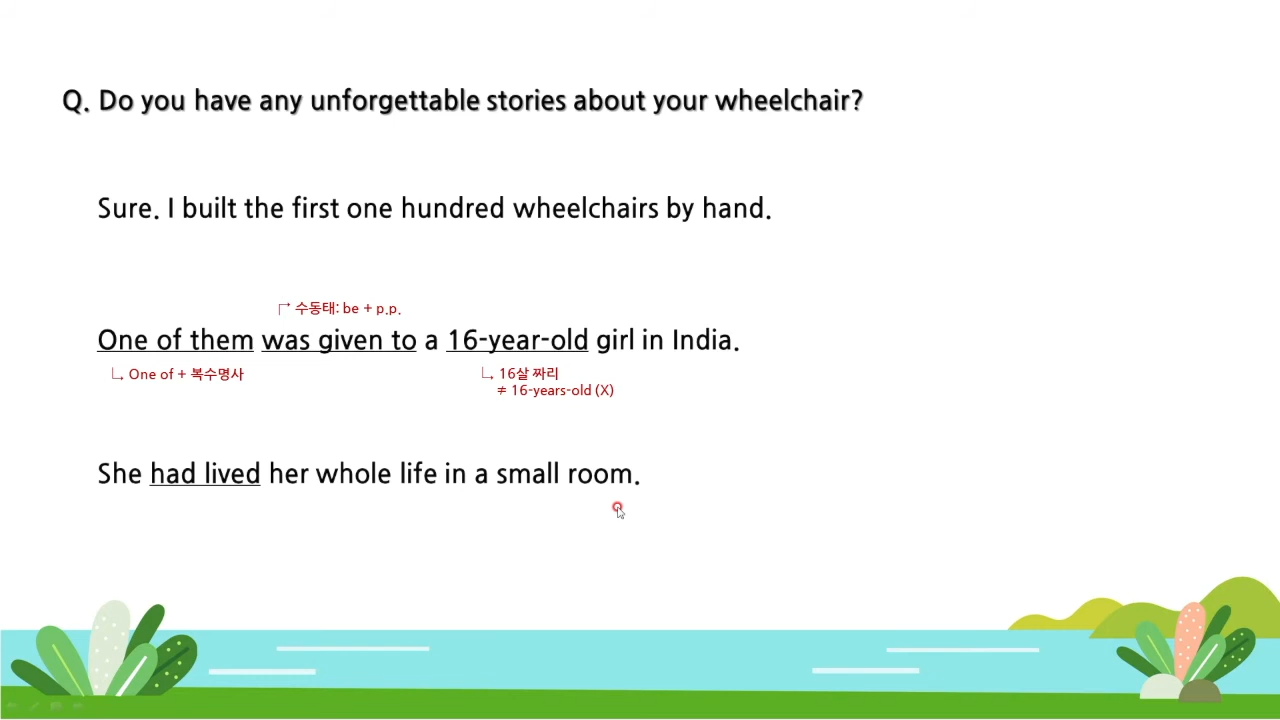 Q. Do you have any unforgettable stories about your wheelchair?
Sure. I built the first one hundred wheelchairs by hand.
┌→ 수동태: be + p.p.
One of them was given to a 16-year-old girl in India.
└→ One of + 복수명사
└→ 16살 짜리
≠ 16-years-old (X)
She had lived her whole life in a small room.